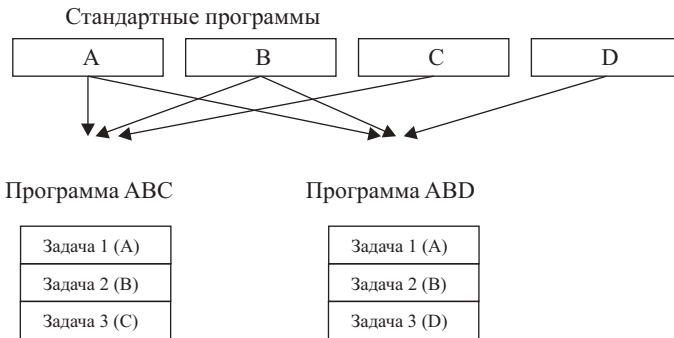 Стандартные программы
A B C D
Программа ABC Программа ABD
Задача 1 (A) Задача 1 (A)
Задача 2 (B) Задача 2 (B)
Задача 3 (C) Задача 3 (D)